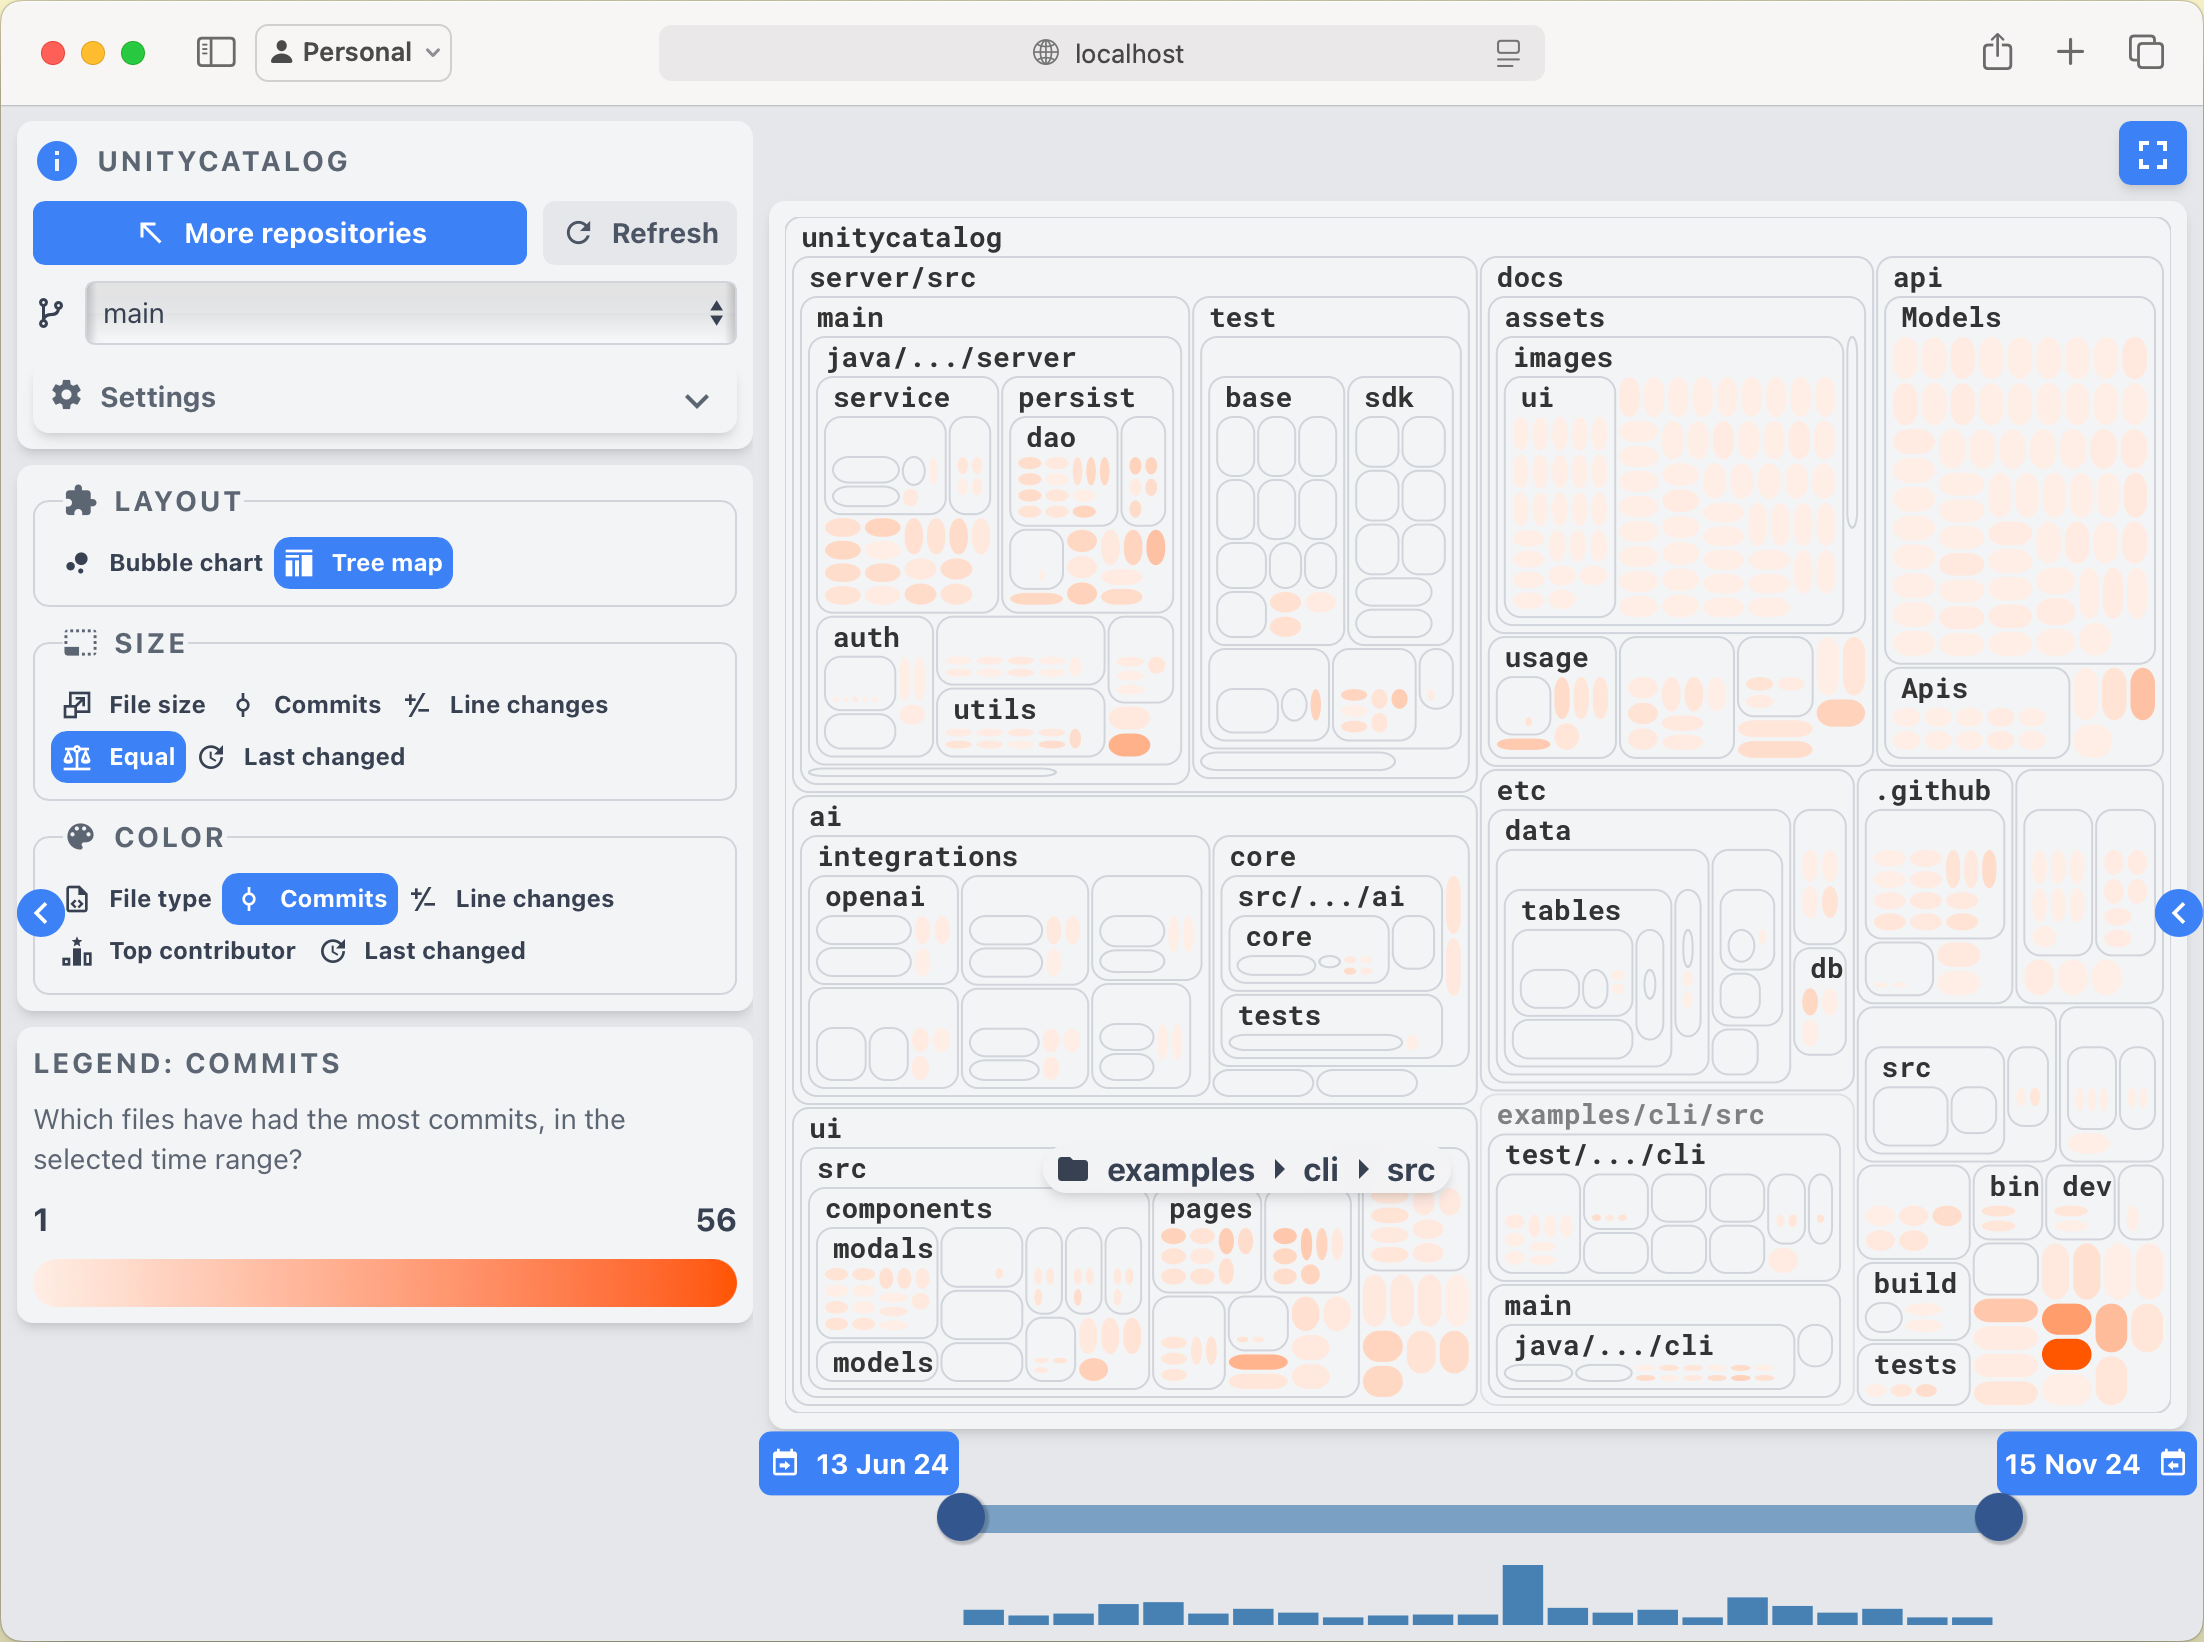 Personal
localhost
UNITYCATALOG
More repositories
Refresh
main
Settings
LAYOUT
Bubble chart
Tree map
SIZE
File size
Commits
Line changes
Equal
Last changed
COLOR
File type
Commits
Line changes
Top contributor
Last changed
LEGEND: COMMITS
Which files have had the most commits, in the
selected time range?
1
56
unitycatalog
server/src
main
java/.../server
service
persist
dao
auth
utils
test
base
sdk
docs
assets
images
ui
usage
api
Models
Apis
ai
integrations
openai
core
src/.../ai
core
tests
etc
data
tables
db
.github
src
ui
src
components
modals
models
pages
examples cli src
examples/cli/src
test/.../cli
main
java/.../cli
bin
dev
build
tests
13 Jun 24
15 Nov 24